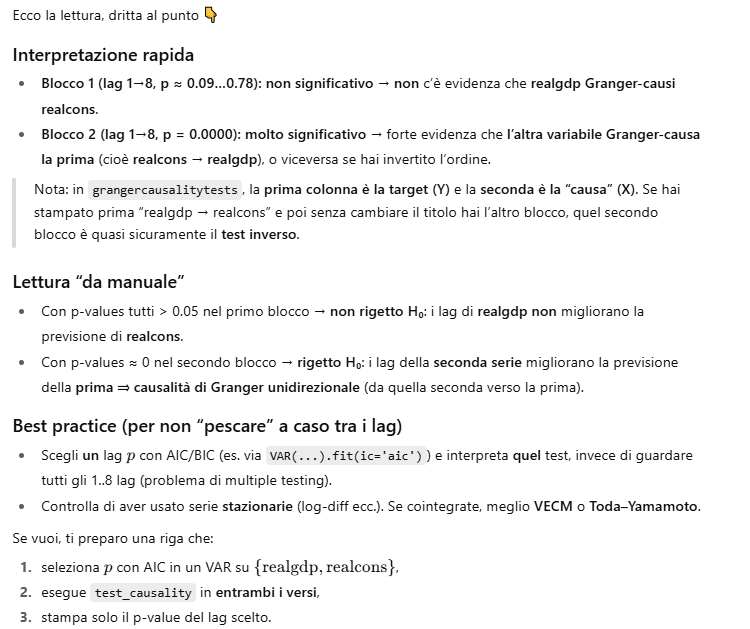 Ecco la lettura, dritta al punto 👇
Interpretazione rapida
• Blocco 1 (lag 1→8, p ≈ 0.09…0.78): non significativo → non c'è evidenza che realgdp Granger-causi
realcons.
• Blocco 2 (lag 1→8, p = 0.0000): molto significativo → forte evidenza che l'altra variabile Granger-causa
la prima (cioè realcons → realgdp), o viceversa se hai invertito l'ordine.
Nota: in grangercausalitytests, la prima colonna è la target (Y) e la seconda è la “causa” (X). Se hai
stampato prima “realgdp → realcons” e poi senza cambiare il titolo hai l'altro blocco, quel secondo
blocco è quasi sicuramente il test inverso.
Lettura “da manuale”
• Con p-values tutti > 0.05 nel primo blocco → non rigetto H₀: i lag di realgdp non migliorano la
previsione di realcons.
• Con p-values ≈ 0 nel secondo blocco → rigetto H₀: i lag della seconda serie migliorano la previsione
della prima ⇒ causalità di Granger unidirezionale (da quella seconda verso la prima).
Best practice (per non “pescare” a caso tra i lag)
• Scegli un lag p con AIC/BIC (es. via VAR(...).fit(ic='aic')) e interpreta quel test, invece di guardare
tutti gli 1..8 lag (problema di multiple testing).
• Controlla di aver usato serie stazionarie (log-diff ecc.). Se cointegrate, meglio VECM o Toda–Yamamoto.
Se vuoi, ti preparo una riga che:
1. seleziona p con AIC in un VAR su {realgdp, realcons},
2. esegue test_causality in entrambi i versi,
3. stampa solo il p-value del lag scelto.